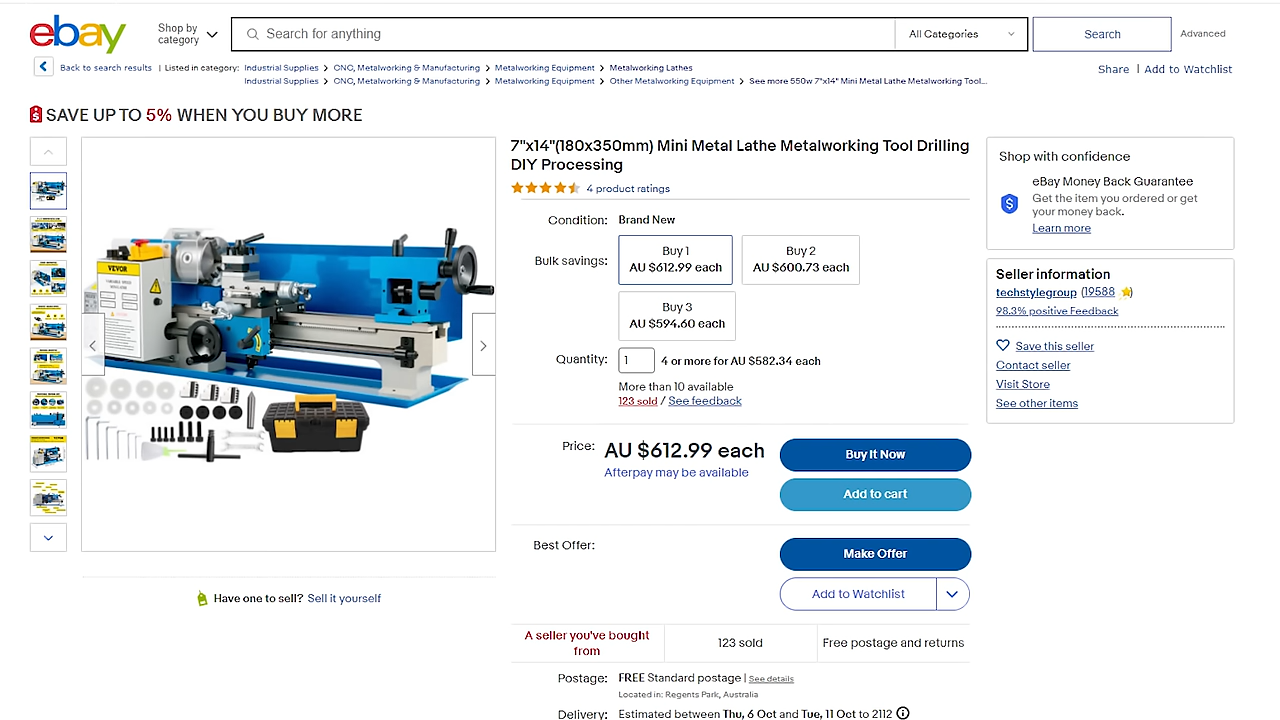 ebay
Shop by category
Search for anything
All Categories
Search
Advanced
Back to search results | Listed in category: Industrial Supplies > CNC, Metalworking & Manufacturing > Metalworking Equipment > Metalworking Lathes
Industrial Supplies > CNC, Metalworking & Manufacturing > Metalworking Equipment > Other Metalworking Equipment > See more 550w 7"x14" Mini Metal Lathe Metalworking Tool...
Share | Add to Watchlist
SAVE UP TO 5% WHEN YOU BUY MORE
VEVOR
7"x14"(180x350mm) Mini Metal Lathe Metalworking Tool Drilling
DIY Processing
4 product ratings
Condition: Brand New
Bulk savings:
Buy 1
AU $612.99 each
Buy 2
AU $600.73 each
Buy 3
AU $594.60 each
Quantity: 1 4 or more for AU $582.34 each
More than 10 available
123 sold / See feedback
Price: AU $612.99 each
Afterpay may be available
Buy It Now
Add to cart
Best Offer:
Make Offer
Add to Watchlist
A seller you've bought
from
123 sold
Free postage and returns
Postage: FREE Standard postage | See details
Located in: Regents Park, Australia
Delivery: Estimated between Thu, 6 Oct and Tue, 11 Oct to 2112
Have one to sell? Sell it yourself
Shop with confidence
eBay Money Back Guarantee
Get the item you ordered or get
your money back.
Learn more
Seller information
techstylegroup (19588)
98.3% positive Feedback
Save this seller
Contact seller
Visit Store
See other items